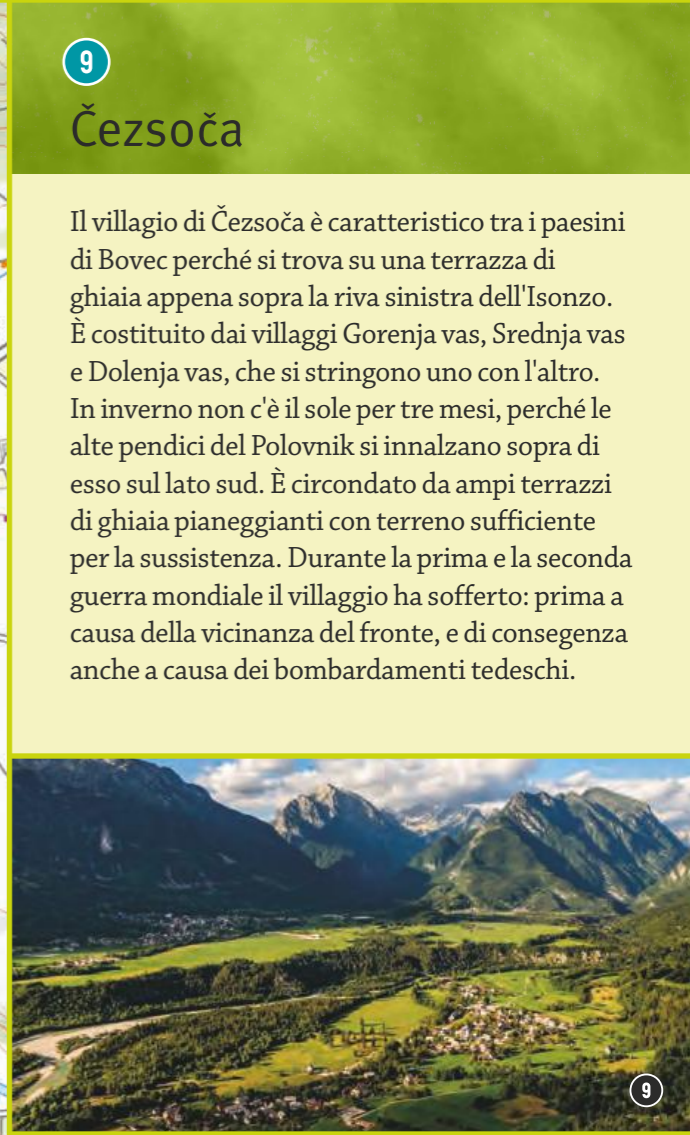 9
Čezsoča
Il villagio di Čezsoča è caratteristico tra i paesini
di Bovec perché si trova su una terrazza di
ghiaia appena sopra la riva sinistra dell'Isonzo.
È costituito dai villaggi Gorenja vas, Srednja vas
e Dolenja vas, che si stringono uno con l'altro.
In inverno non c'è il sole per tre mesi, perché le
alte pendici del Polovnik si innalzano sopra di
esso sul lato sud. È circondato da ampi terrazzi
di ghiaia pianeggianti con terreno sufficiente
per la sussistenza. Durante la prima e la seconda
guerra mondiale il villaggio ha sofferto: prima a
causa della vicinanza del fronte, e di consegenza
anche a causa dei bombardamenti tedeschi.
9